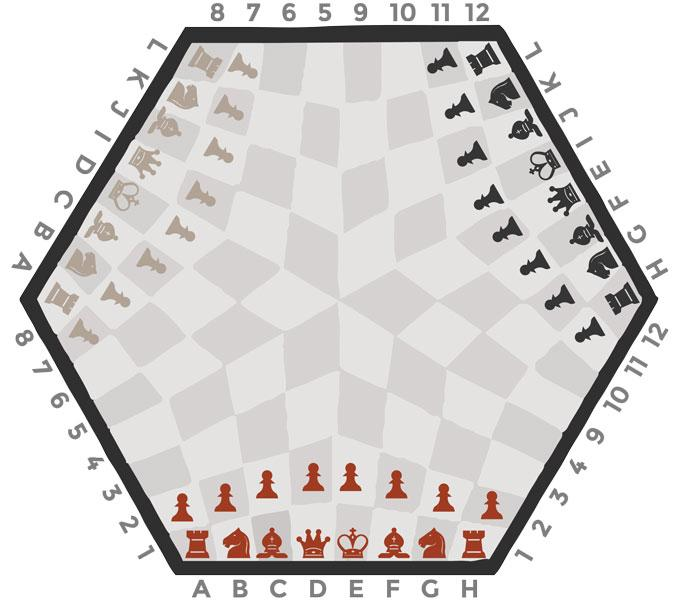 8 7 6 5 9 10 11 12
L K J I D C B A
L K J I E F G H
8 7 6 5 4 3 2 1
12 11 10 9 4 3 2 1
A B C D E F G H